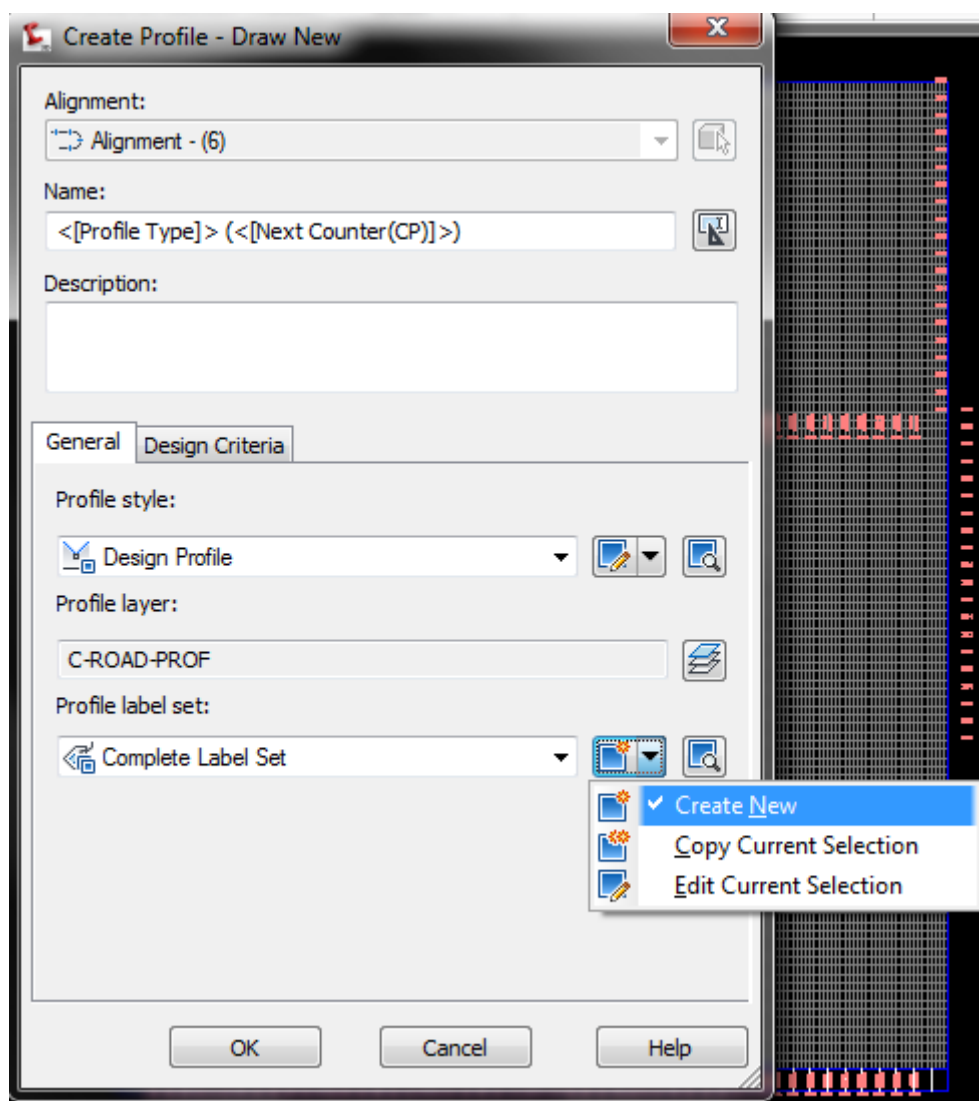 Create Profile - Draw New
Alignment:
Alignment - (6)
Name:
<[Profile Type]> (<[Next Counter(CP)]>)
Description:
General Design Criteria
Profile style:
Design Profile
Profile layer:
C-ROAD-PROF
Profile label set:
Complete Label Set
Create New
Copy Current Selection
Edit Current Selection
OK Cancel Help